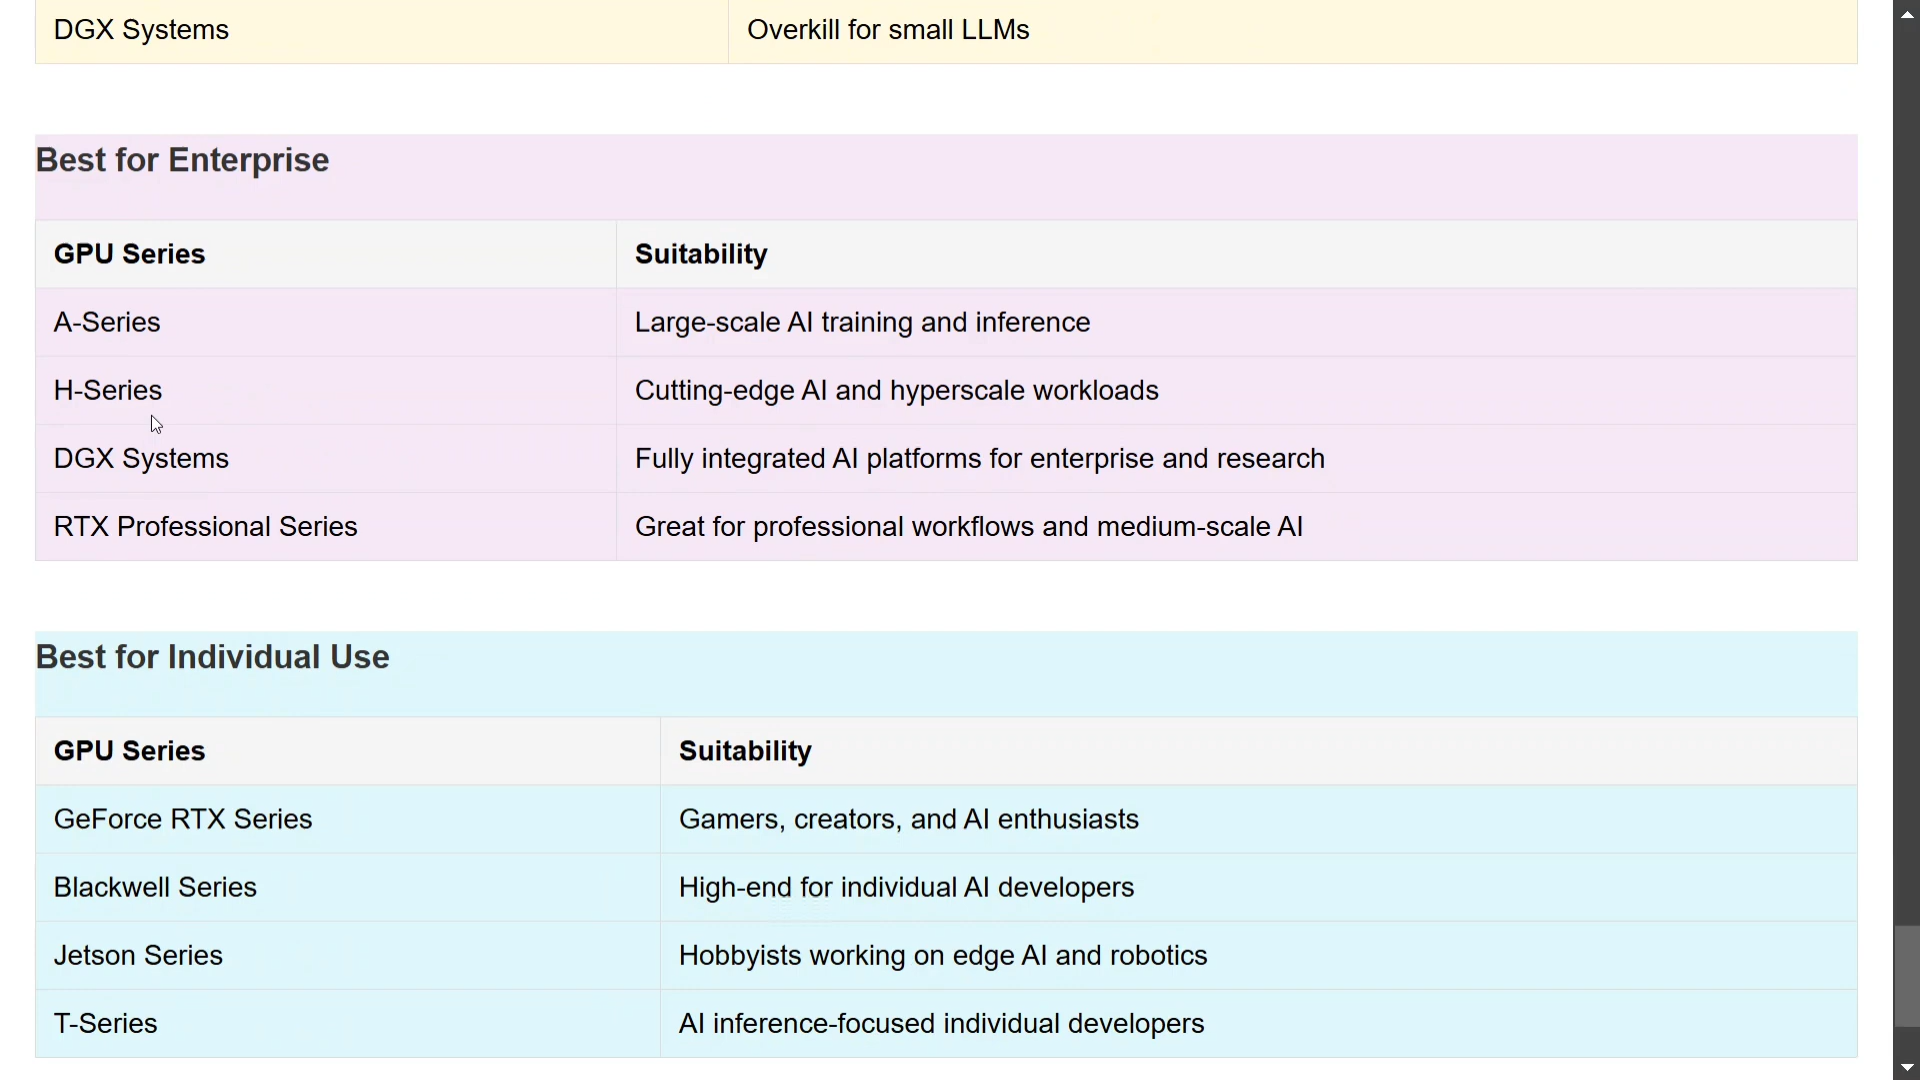 DGX Systems Overkill for small LLMs
Best for Enterprise
GPU Series Suitability
A-Series Large-scale AI training and inference
H-Series Cutting-edge AI and hyperscale workloads
DGX Systems Fully integrated AI platforms for enterprise and research
RTX Professional Series Great for professional workflows and medium-scale AI
Best for Individual Use
GPU Series Suitability
GeForce RTX Series Gamers, creators, and AI enthusiasts
Blackwell Series High-end for individual AI developers
Jetson Series Hobbyists working on edge AI and robotics
T-Series AI inference-focused individual developers